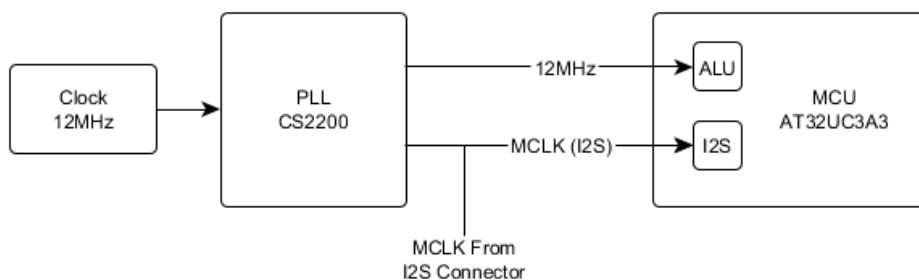 Clock
12MHz
PLL
CS2200
12MHz
MCLK (I2S)
MCLK From
I2S Connector
ALU
I2S
MCU
AT32UC3A3